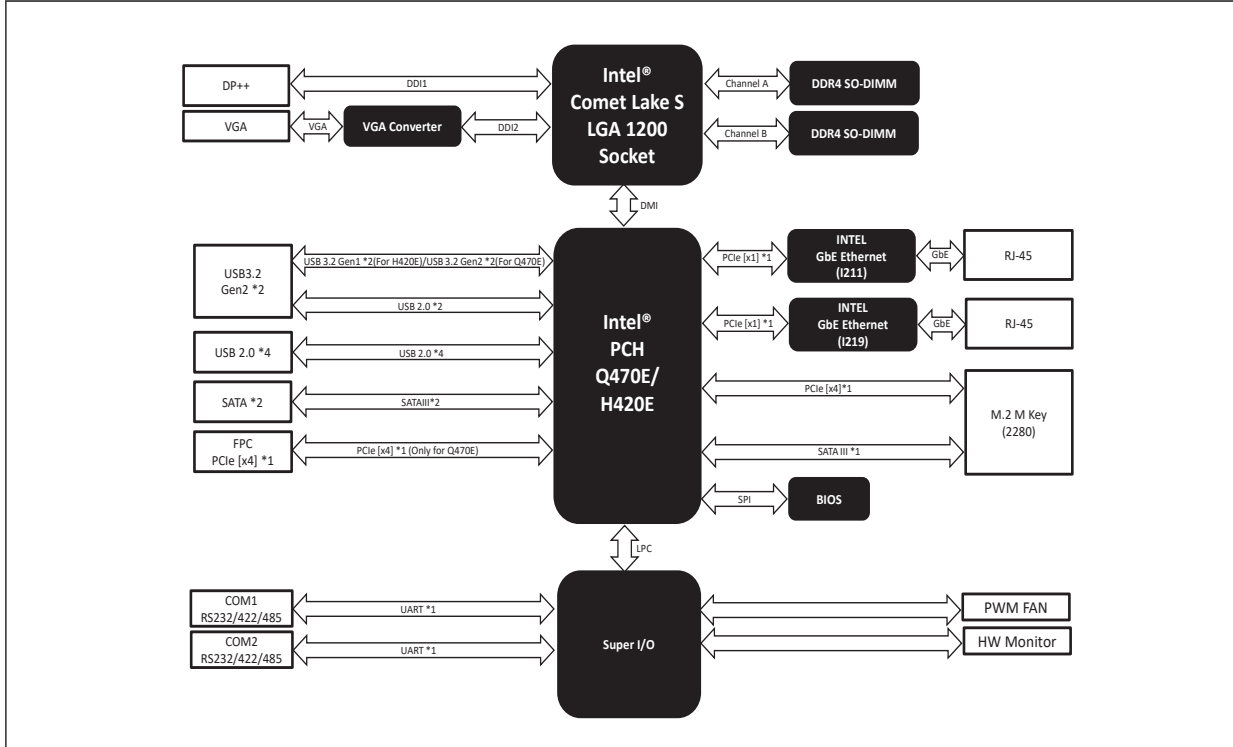 DP++
DDI1
Intel®
Comet Lake S
LGA 1200
Socket
Channel A
DDR4 SO-DIMM
VGA
VGA
VGA Converter
DDI2
Channel B
DDR4 SO-DIMM
DMI
USB3.2
Gen2 *2
USB 3.2 Gen1 *2(For H420E)/USB 3.2 Gen2 *2(For Q470E)
USB 2.0 *2
USB 2.0 *4
USB 2.0 *4
SATA *2
SATAIII*2
FPC
PCIe [x4] *1
PCIe [x4] *1 (Only for Q470E)
Intel®
PCH
Q470E/
H420E
PCIe [x1] *1
INTEL
GbE Ethernet
(I211)
GbE
RJ-45
PCIe [x1] *1
INTEL
GbE Ethernet
(I219)
GbE
RJ-45
PCIe [x4]*1
SATA III *1
M.2 M Key
(2280)
SPI
BIOS
LPC
COM1
RS232/422/485
UART *1
COM2
RS232/422/485
UART *1
Super I/O
PWM FAN
HW Monitor